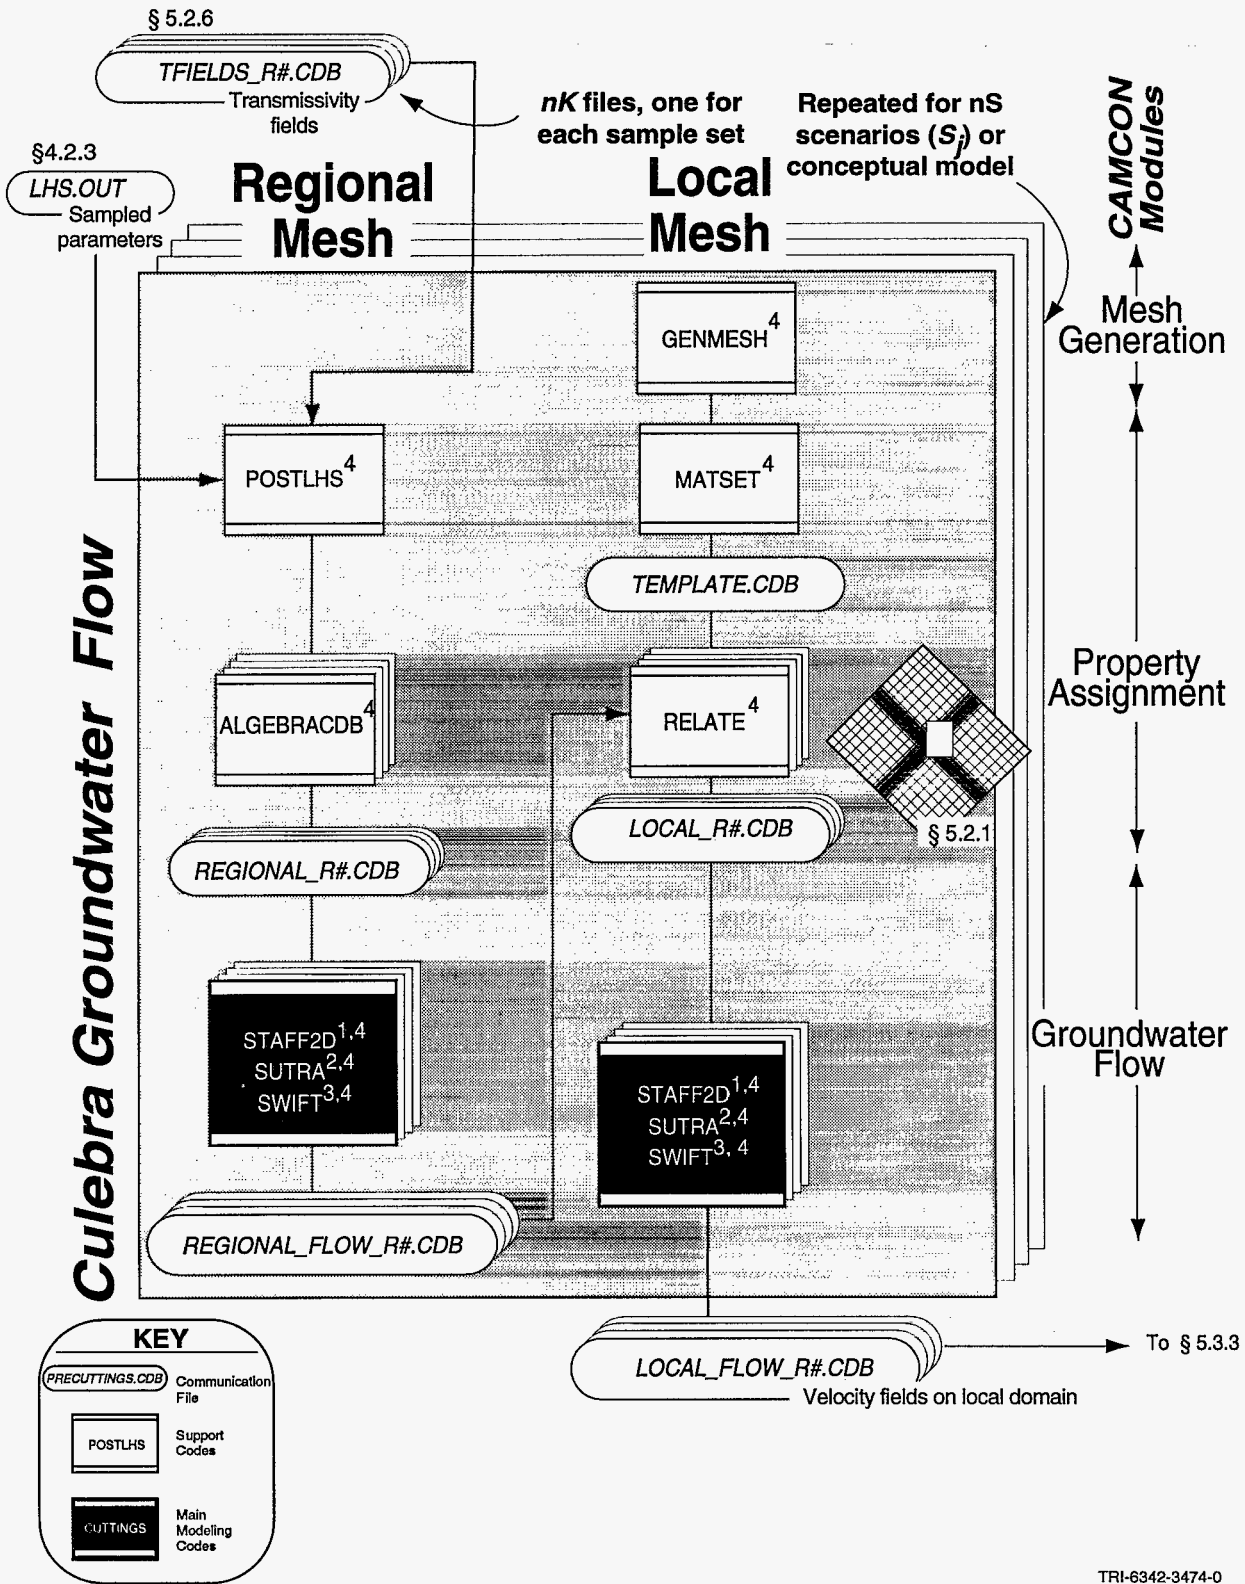 § 5.2.6
TFIELDS_R#.CDB
Transmissivity
fields
nK files, one for
each sample set
Repeated for nS
scenarios (Sj) or
conceptual model
CAMCON
Modules
§4.2.3
LHS.OUT
Sampled
parameters
Regional
Mesh
Local
Mesh
GENMESH4
Mesh
Generation
POSTLHS4
MATSET4
TEMPLATE.CDB
Culebra Groundwater Flow
ALGEBRACDB4
RELATE4
Property
Assignment
LOCAL_R#.CDB
§ 5.2.1
REGIONAL_R#.CDB
STAFF2D1,4
SUTRA2,4
SWIFT3,4
STAFF2D1,4
SUTRA2,4
SWIFT3, 4
Groundwater
Flow
REGIONAL_FLOW_R#.CDB
LOCAL_FLOW_R#.CDB
Velocity fields on local domain
To § 5.3.3
KEY
PRECUTTINGS.CDB
Communication
File
POSTLHS
Support
Codes
CUTTINGS
Main
Modeling
Codes
TRI-6342-3474-0